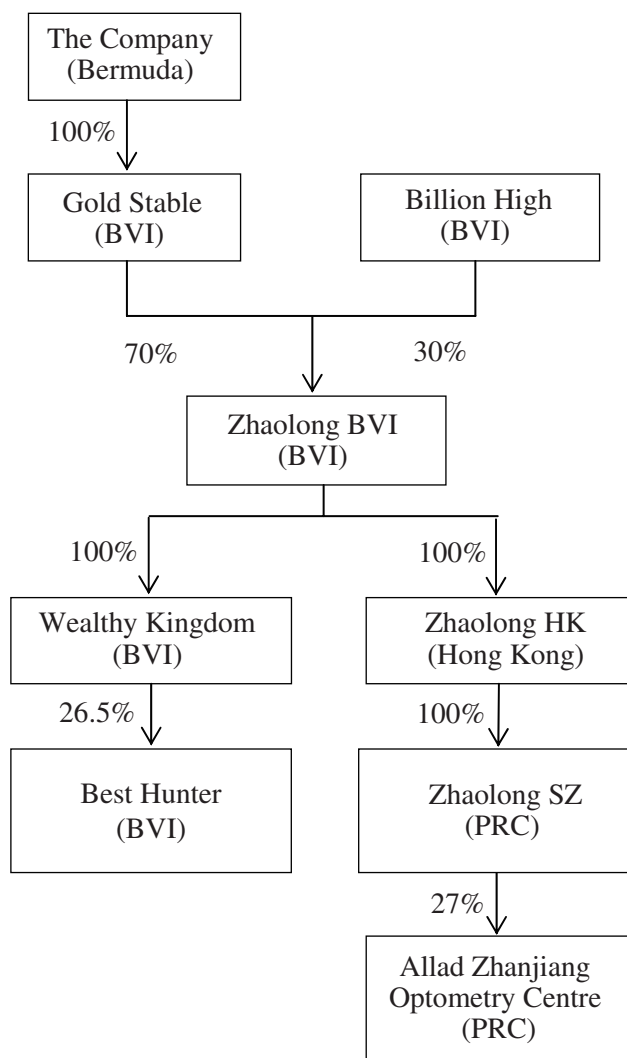 The Company
(Bermuda)
100%
Gold Stable
(BVI)
Billion High
(BVI)
70%
30%
Zhaolong BVI
(BVI)
100%
100%
Wealthy Kingdom
(BVI)
Zhaolong HK
(Hong Kong)
26.5%
100%
Best Hunter
(BVI)
Zhaolong SZ
(PRC)
27%
Allad Zhanjiang
Optometry Centre
(PRC)